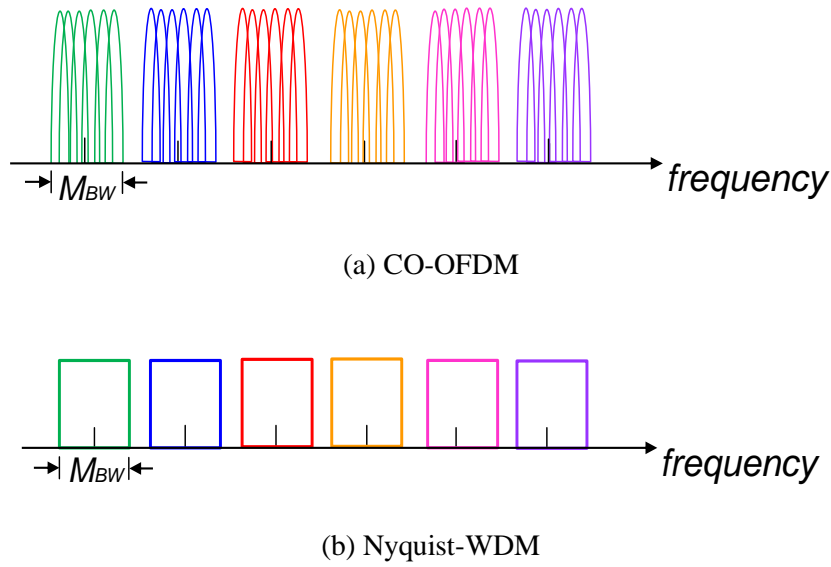 frequency
MBW
(a) CO-OFDM
frequency
MBW
(b) Nyquist-WDM